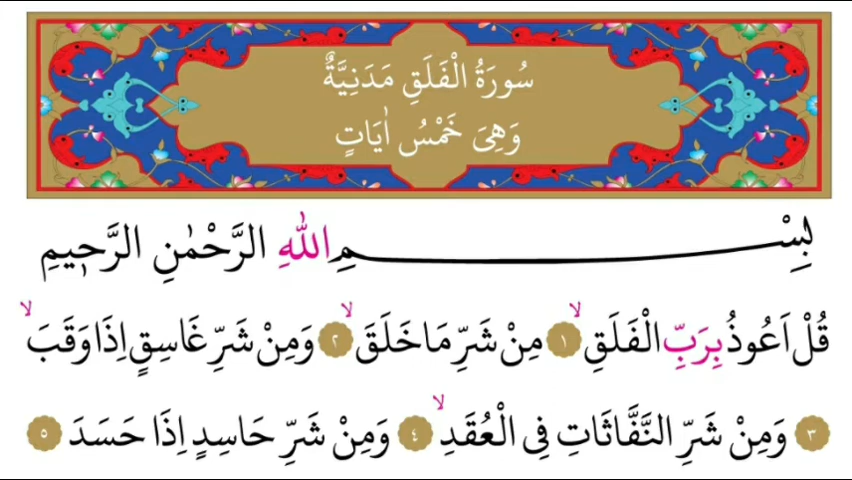 سُورَةُ الْفَلَقِ مَدَنِيَّةٌ
وَهِىَ خَمْسُ اٰيَاتٍ
بِسْمِ اللّٰهِ الرَّحْمٰنِ الرَّحٖيمِ
قُلْ اَعُوذُ بِرَبِّ الْفَلَقِۙ ١ مِنْ شَرِّ مَا خَلَقَۙ ٢ وَمِنْ شَرِّ غَاسِقٍ اِذَا وَقَبَۙ
٣ وَمِنْ شَرِّ النَّفَّاثَاتِ فِى الْعُقَدِۙ ٤ وَمِنْ شَرِّ حَاسِدٍ اِذَا حَسَدَ ٥